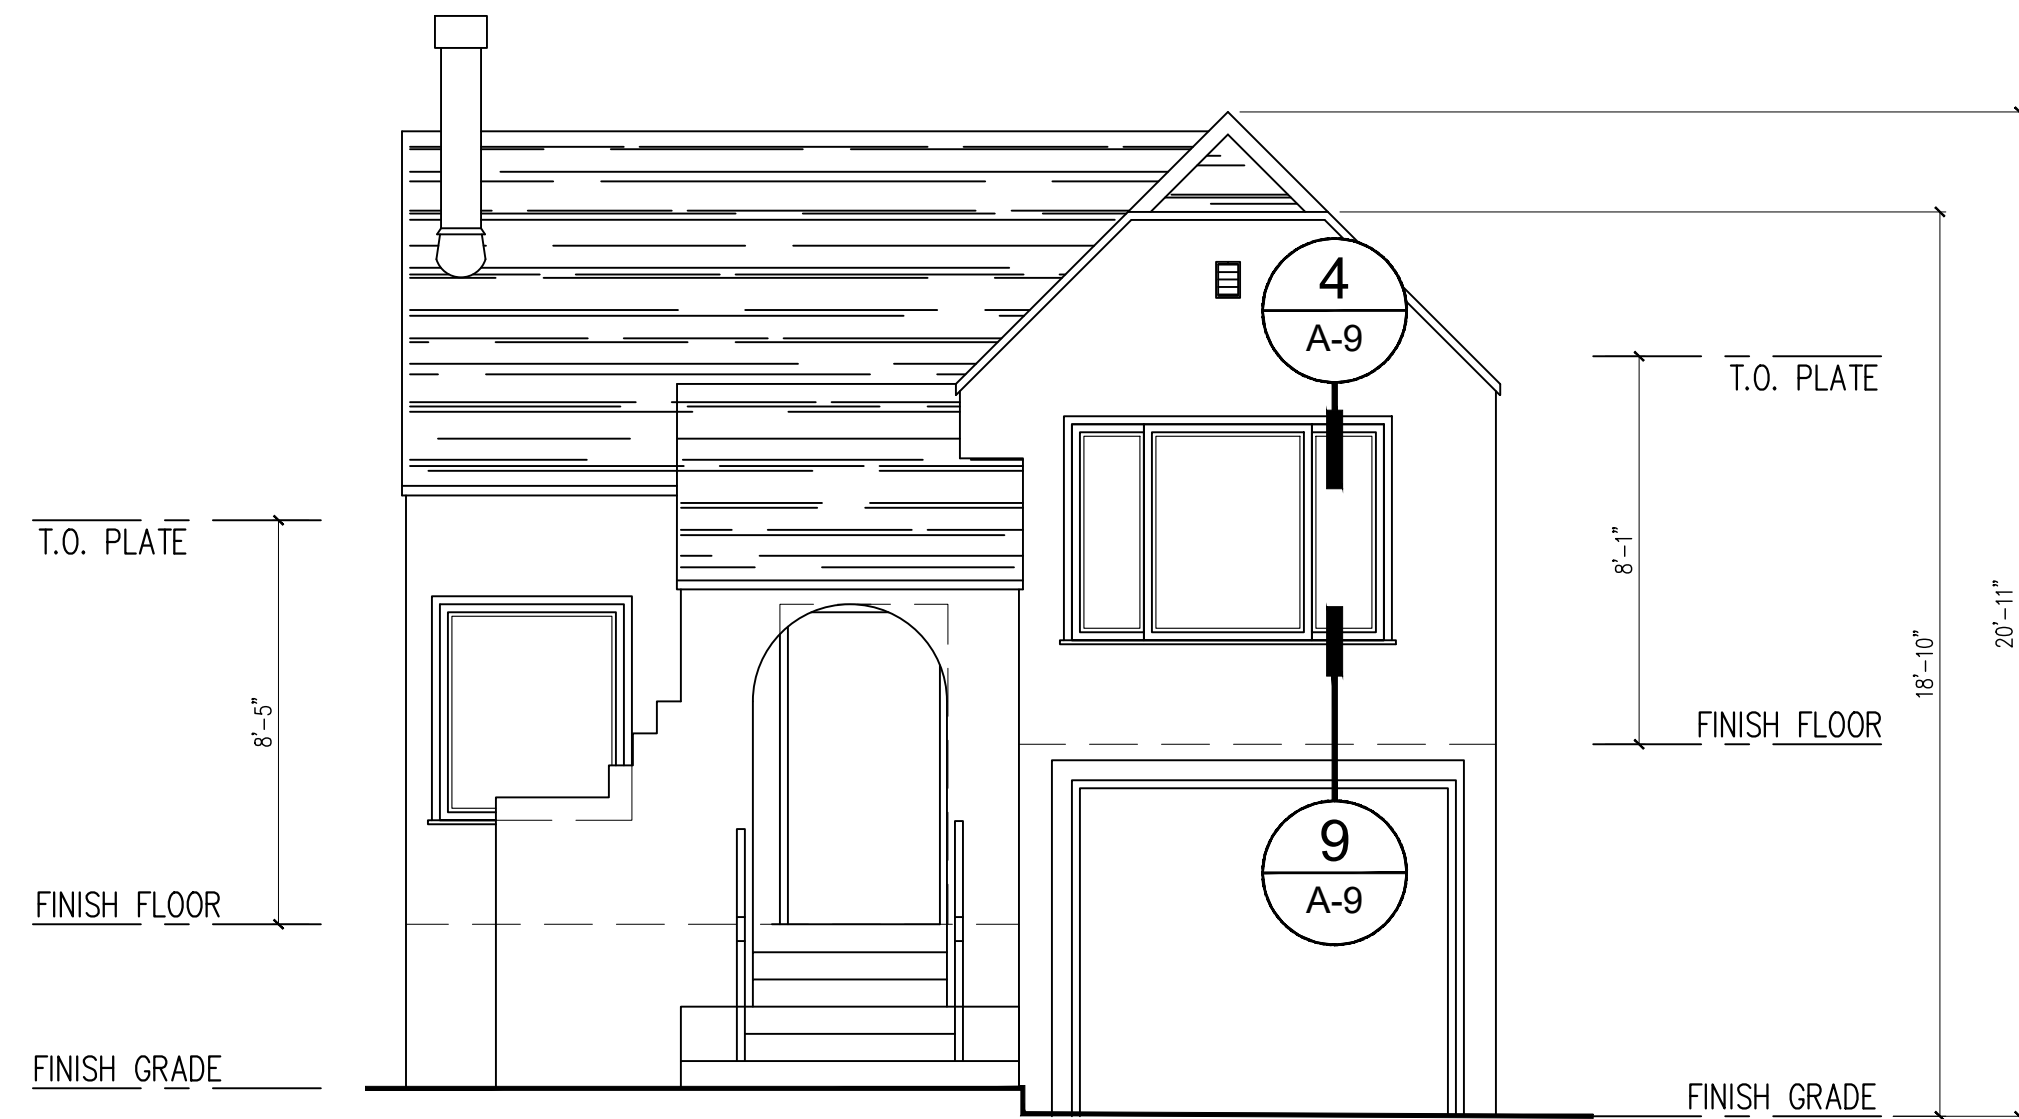 4
A-9
T.O. PLATE
T.O. PLATE
8'-1"
20'-11"
18'-10"
8'-5"
FINISH FLOOR
9
A-9
FINISH FLOOR
FINISH GRADE
FINISH GRADE